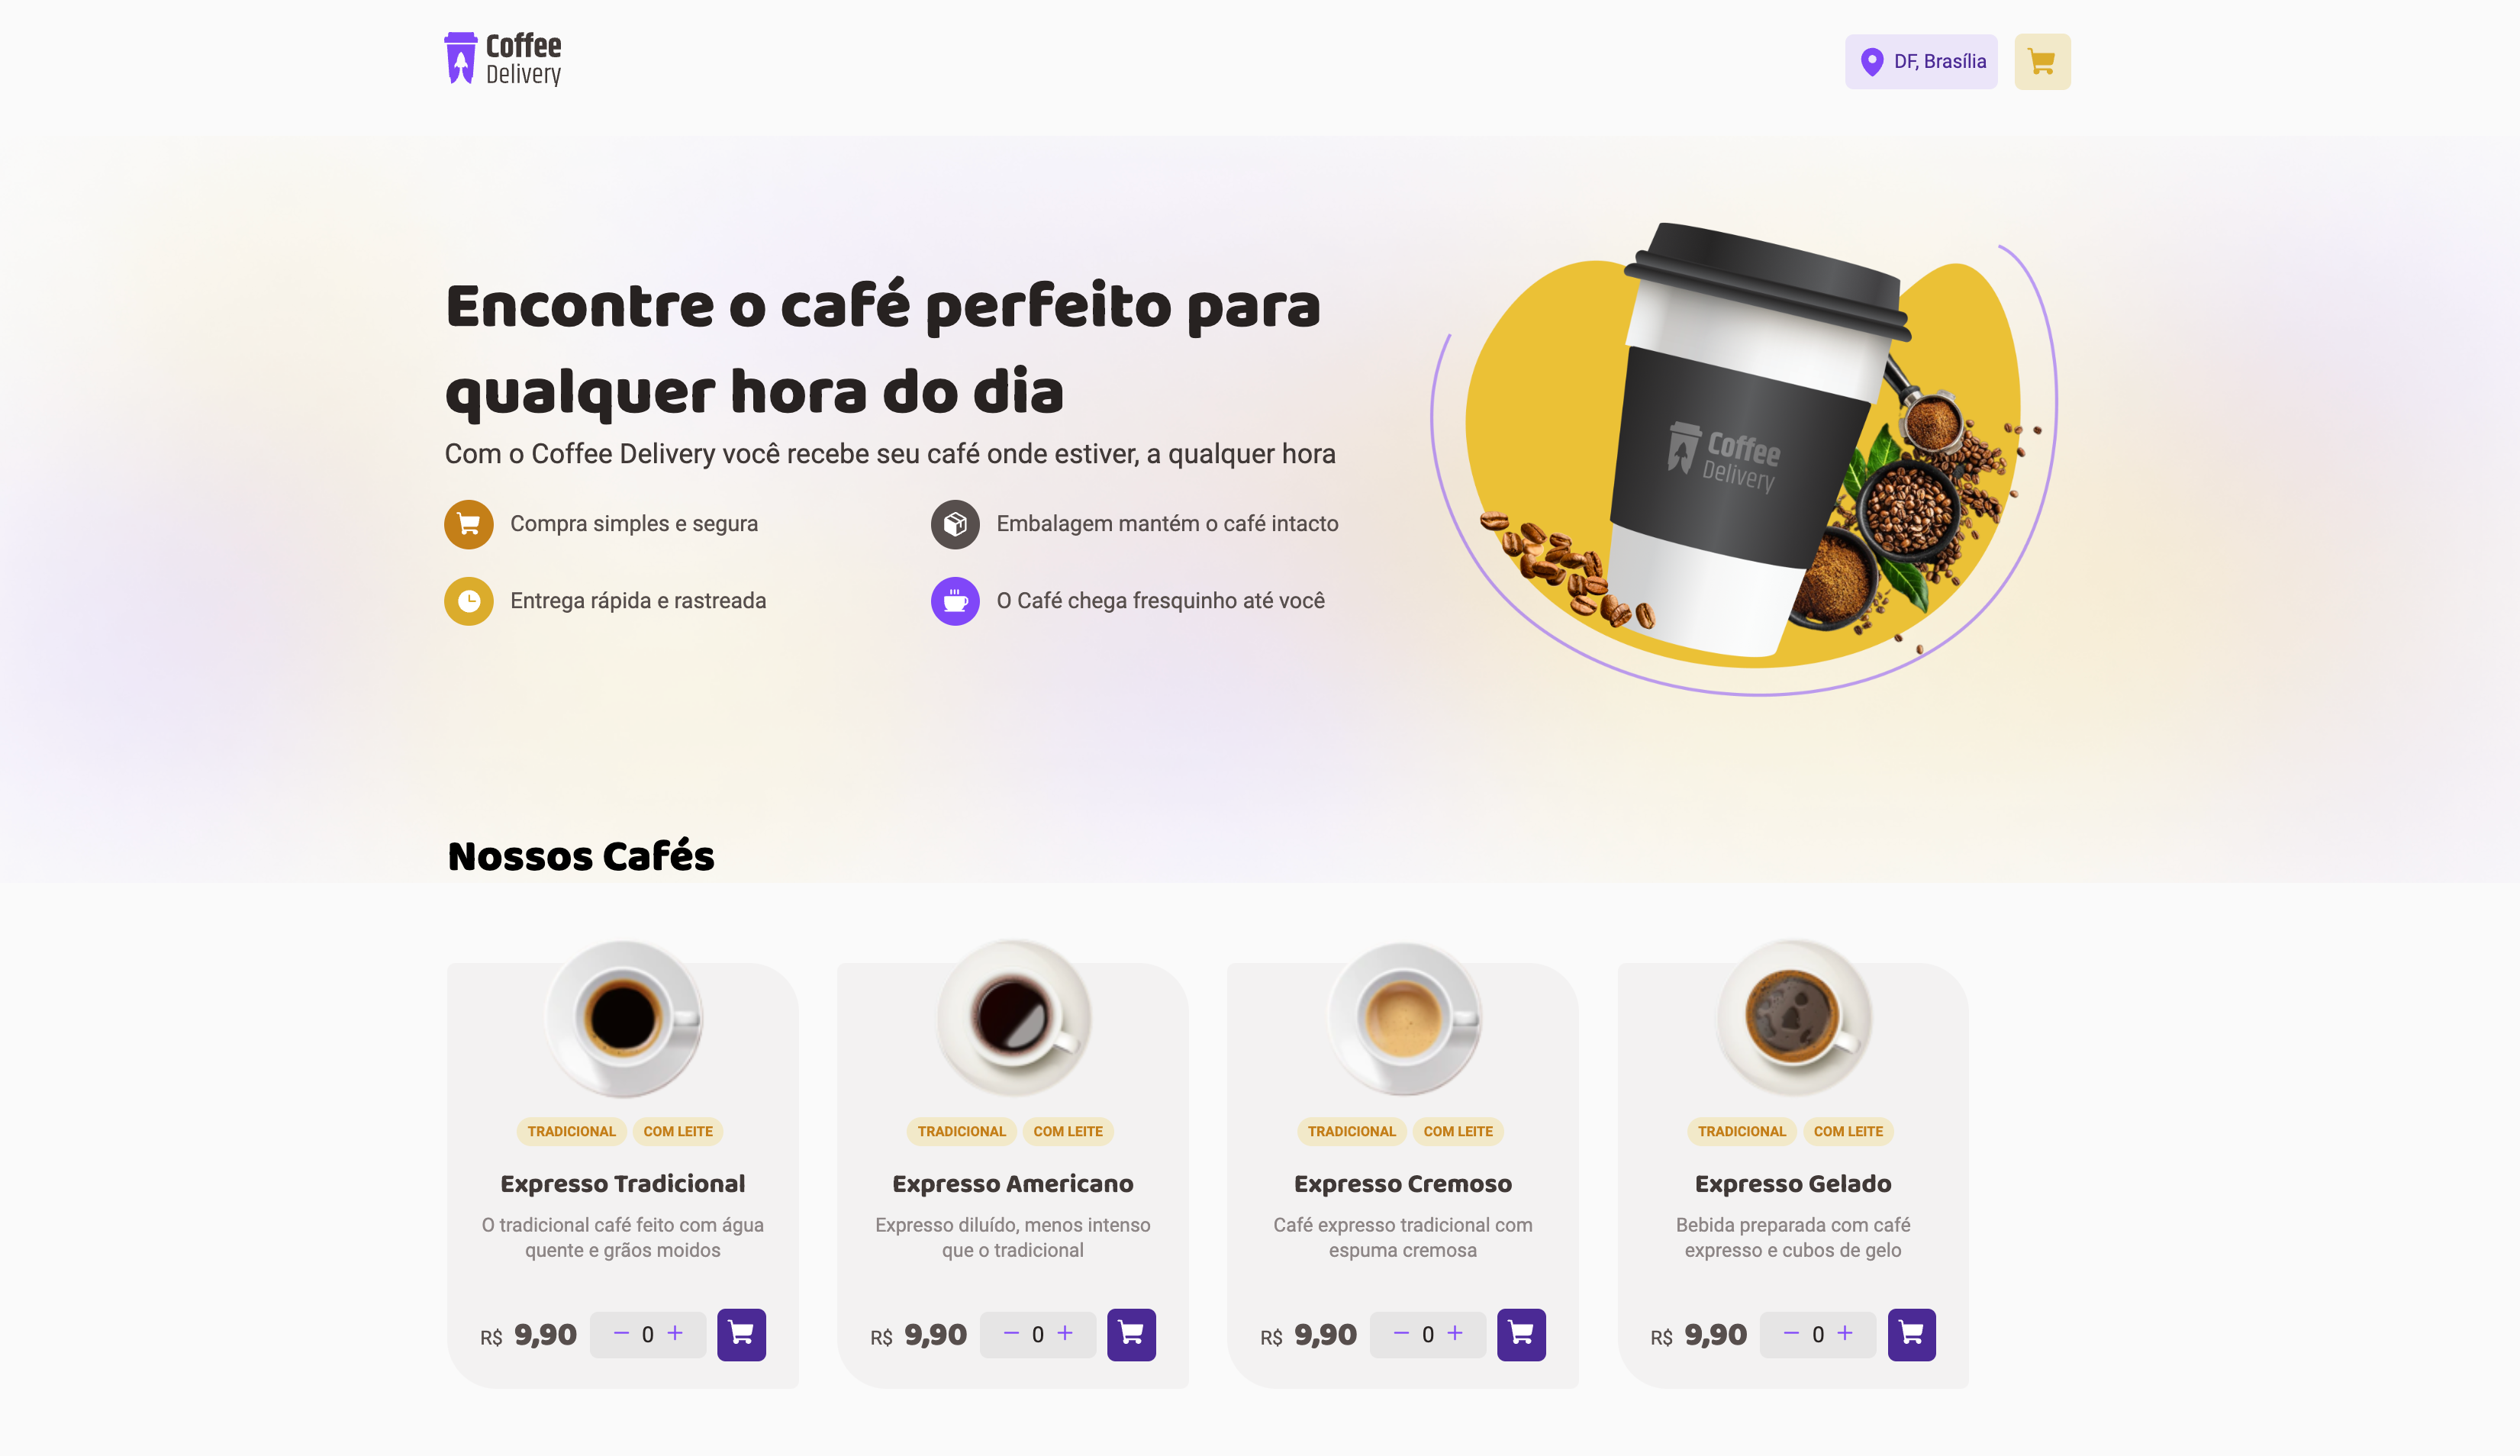 Coffee
Delivery
DF, Brasília
Encontre o café perfeito para
qualquer hora do dia
Com o Coffee Delivery você recebe seu café onde estiver, a qualquer hora
Compra simples e segura
Embalagem mantém o café intacto
Entrega rápida e rastreada
O Café chega fresquinho até você
Coffee
Delivery
Nossos Cafés
TRADICIONAL COM LEITE
Expresso Tradicional
O tradicional café feito com água
quente e grãos moidos
R$ 9,90 − 0 +
TRADICIONAL COM LEITE
Expresso Americano
Expresso diluído, menos intenso
que o tradicional
R$ 9,90 − 0 +
TRADICIONAL COM LEITE
Expresso Cremoso
Café expresso tradicional com
espuma cremosa
R$ 9,90 − 0 +
TRADICIONAL COM LEITE
Expresso Gelado
Bebida preparada com café
expresso e cubos de gelo
R$ 9,90 − 0 +